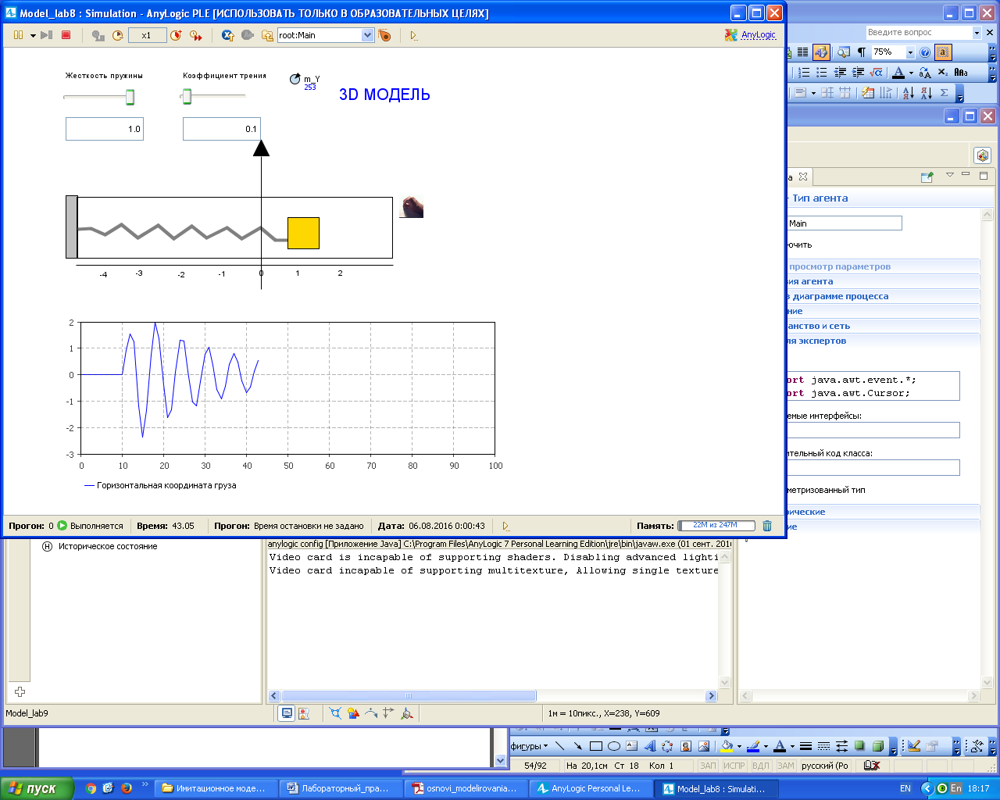 Model_lab8 : Simulation - AnyLogic PLE [ИСПОЛЬЗОВАТЬ ТОЛЬКО В ОБРАЗОВАТЕЛЬНЫХ ЦЕЛЯХ]
x1
root:Main
AnyLogic
Введите вопрос
75%
Жесткость пружины
Коэффициент трения
m_Y
253
3D МОДЕЛЬ
1.0
0.1
-4 -3 -2 -1 0 1 2
2
1
0
-1
-2
-3
0 10 20 30 40 50 60 70 80 90 100
Горизонтальная координата груза
Прогон: 0 Выполняется Время: 43.05 Прогон: Время остановки не задано Дата: 06.08.2016 0:00:43 Память: 22M из 247M
а
- Тип агента
Main
ючить
просмотр параметров
вия агента
в диаграмме процесса
ние
анство и сеть
ля экспертов
ort java.awt.event.*;
ort java.awt.Cursor;
емые интерфейсы:
ительный код класса:
метризованный тип
рические
ие
H Историческое состояние
anylogic config [Приложение Java] C:\Program Files\AnyLogic 7 Personal Learning Edition\jre\bin\javaw.exe (01 сент. 201
Video card is incapable of supporting shaders. Disabling advanced lighti
Video card incapable of supporting multitexture, Allowing single texture
Model_lab9
1м = 10пикс., X=238, Y=609
фигуры
54/92 На 20,1см Ст 18 Кол 1 ЗАП ИСПР ВДЛ ЗАМ русский (Ро
пуск
Имитационное моде...
Лабораторный_пра...
osnovi_modelirovania...
AnyLogic Personal Le...
Model_lab8 : Simulati...
EN
En
18:17